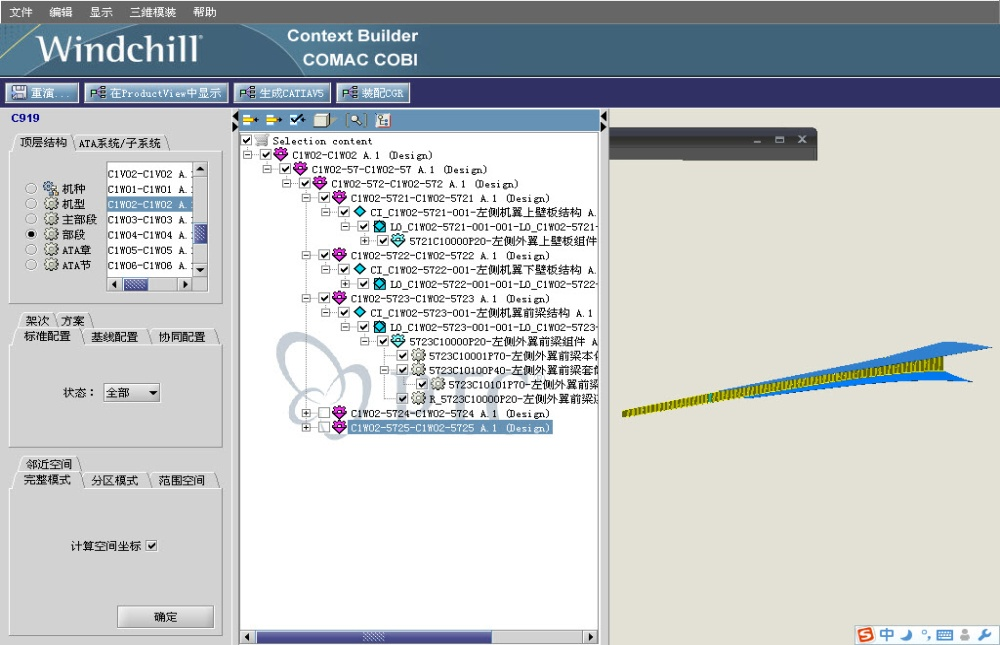 文件 编辑 显示 三维模装 帮助
Windchill
Context Builder
COMAC COBI
重演... 在ProductView中显示 生成CATIAV5 装配CGR
C919
顶层结构 ATA系统/子系统
机种
机型
主部段
部段
ATA章
ATA节
C1V02-C1V02 A.
C1W01-C1W01 A.
C1W02-C1W02 A.
C1W03-C1W03 A.
C1W04-C1W04 A.
C1W05-C1W05 A.
C1W06-C1W06 A.
架次 方案
标准配置 基线配置 协同配置
状态： 全部
邻近空间
完整模式 分区模式 范围空间
计算空间坐标
确定
Selection content
C1W02-C1W02 A.1 (Design)
C1W02-57-C1W02-57 A.1 (Design)
C1W02-572-C1W02-572 A.1 (Design)
C1W02-5721-C1W02-5721 A.1 (Design)
CI_C1W02-5721-001-左侧机翼上壁板结构 A.
LO_C1W02-5721-001-001-LO_C1W02-5721-
5721C10000P20-左侧外翼上壁板组件
C1W02-5722-C1W02-5722 A.1 (Design)
CI_C1W02-5722-001-左侧机翼下壁板结构 A.
LO_C1W02-5722-001-001-LO_C1W02-5722-
C1W02-5723-C1W02-5723 A.1 (Design)
CI_C1W02-5723-001-左侧机翼前梁结构 A.1
LO_C1W02-5723-001-001-LO_C1W02-5723-
5723C10000P20-左侧外翼前梁组件 A
5723C10001P70-左侧外翼前梁本
5723C10100P40-左侧外翼前梁套
5723C10101P70-左侧外翼前梁
R_5723C10000P20-左侧外翼前梁
C1W02-5724-C1W02-5724 A.1 (Design)
C1W02-5725-C1W02-5725 A.1 (Design)
PTC
中